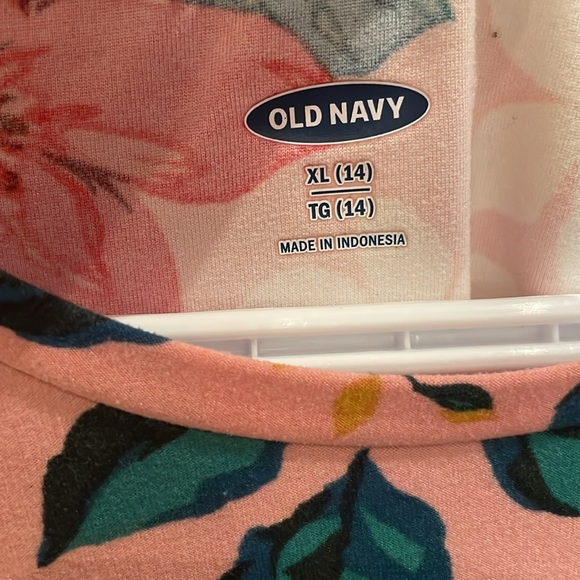 OLD NAVY
XL (14)
TG (14)
MADE IN INDONESIA